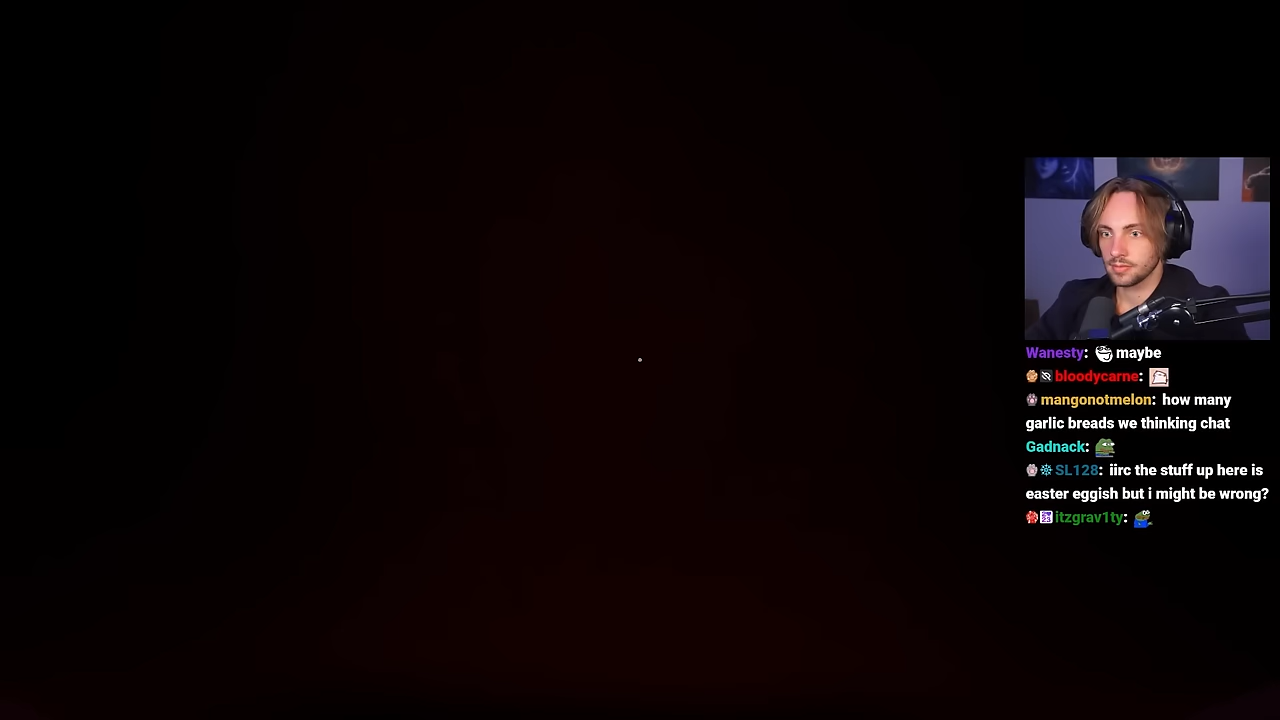 Wanesty: maybe
bloodycarne:
mangonotmelon: how many
garlic breads we thinking chat
Gadnack:
SL128: iirc the stuff up here is
easter eggish but i might be wrong?
itzgrav1ty: